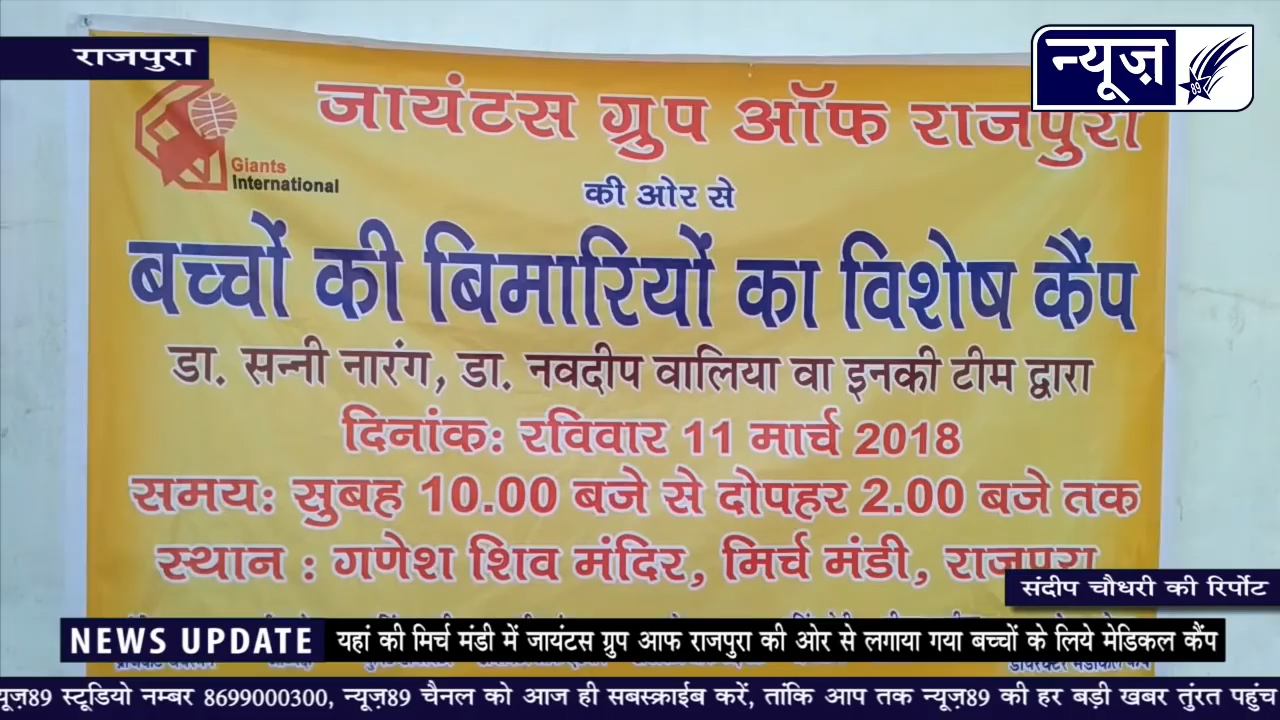 राजपुरा
न्यूज़
89
Giants
International
जायंटस ग्रुप ऑफ राजपुरा
की ओर से
बच्चों की बिमारियों का विशेष कैंप
डा. सन्नी नारंग, डा. नवदीप वालिया वा इनकी टीम द्वारा
दिनांकः रविवार 11 मार्च 2018
समयः सुबह 10.00 बजे से दोपहर 2.00 बजे तक
स्थान : गणेश शिव मंदिर, मिर्च मंडी, राजपुरा
संदीप चौधरी की रिर्पोट
NEWS UPDATE यहां की मिर्च मंडी में जायंटस ग्रुप आफ राजपुरा की ओर से लगाया गया बच्चों के लिये मेडिकल कैंप
यूज़89 स्टूडियो नम्बर 8699000300, न्यूज़89 चैनल को आज ही सबस्क्राईब करें, तांकि आप तक न्यूज़89 की हर बड़ी खबर तुंरत पहुंच